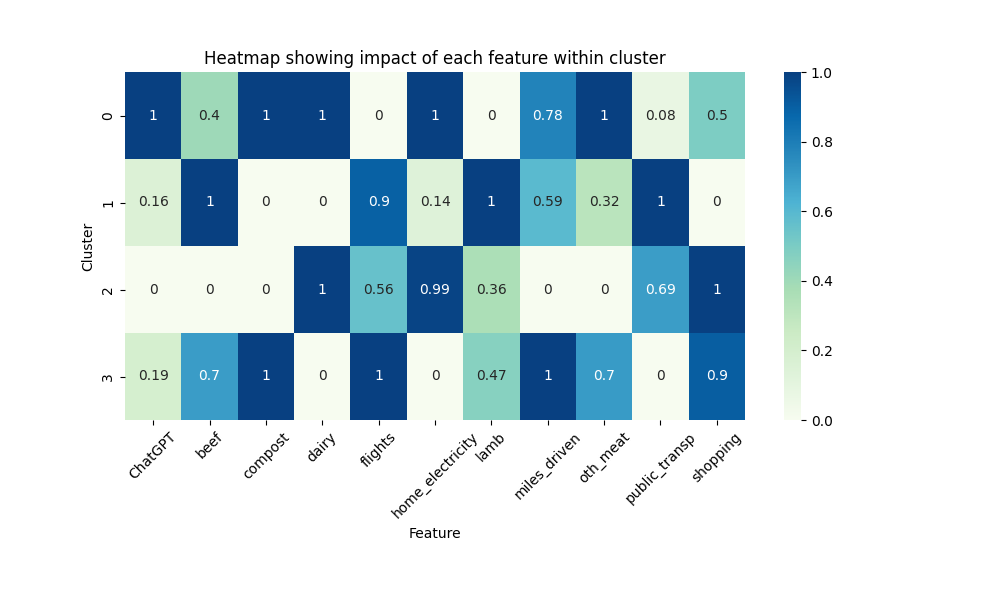 Heatmap showing impact of each feature within cluster
0 1 0.4 1 1 0 1 0 0.78 1 0.08 0.5
1 0.16 1 0 0 0.9 0.14 1 0.59 0.32 1 0
2 0 0 0 1 0.56 0.99 0.36 0 0 0.69 1
3 0.19 0.7 1 0 1 0 0.47 1 0.7 0 0.9
Cluster
ChatGPT beef compost dairy flights home_electricity lamb miles_driven oth_meat public_transp shopping
Feature
1.0
0.8
0.6
0.4
0.2
0.0